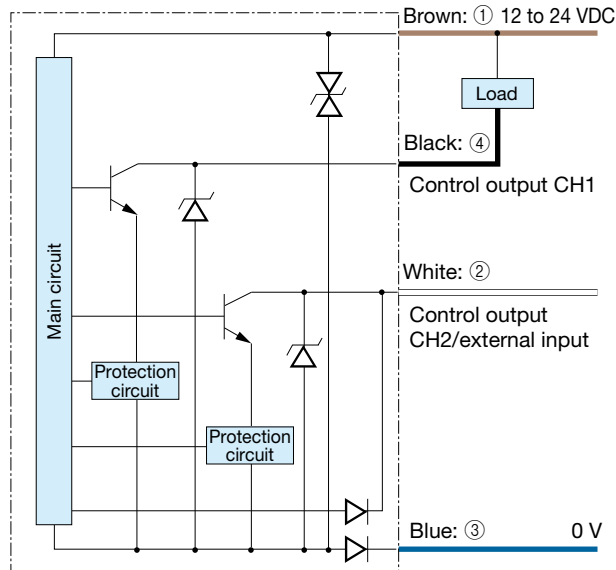 Brown: ① 12 to 24 VDC
Load
Black: ④
Control output CH1
Main circuit
White: ②
Control output
CH2/external input
Protection
circuit
Protection
circuit
Blue: ③ 0 V